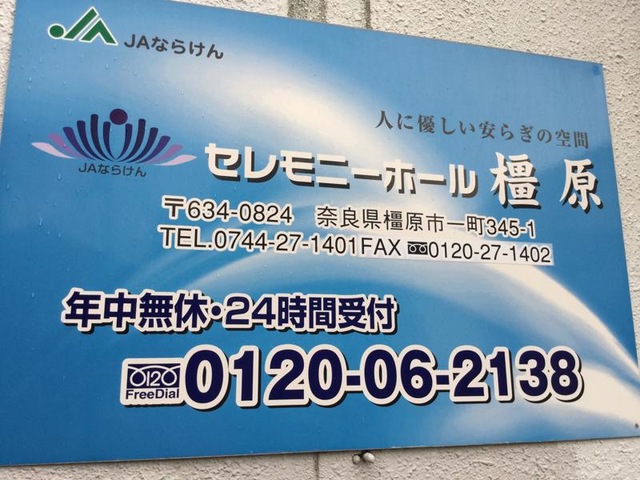 JA
JAならけん
人に優しい安らぎの空間
JAならけん
セレモニーホール 橿原
〒634-0824 奈良県橿原市一町345-1
TEL.0744-27-1401 FAX 0120-27-1402
年中無休・24時間受付
0120
FreeDial
0120-06-2138